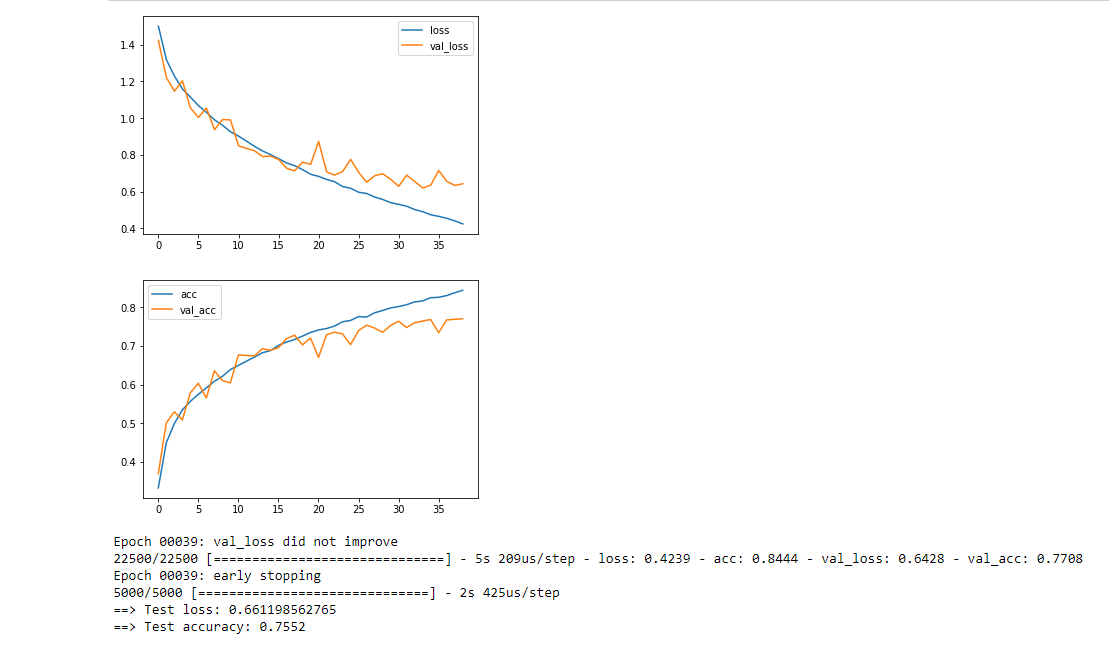 loss
val_loss
1.4
1.2
1.0
0.8
0.6
0.4
0 5 10 15 20 25 30 35
acc
val_acc
0.8
0.7
0.6
0.5
0.4
0 5 10 15 20 25 30 35
Epoch 00039: val_loss did not improve
22500/22500 [==============================] - 5s 209us/step - loss: 0.4239 - acc: 0.8444 - val_loss: 0.6428 - val_acc: 0.7708
Epoch 00039: early stopping
5000/5000 [==============================] - 2s 425us/step
==> Test loss: 0.661198562765
==> Test accuracy: 0.7552